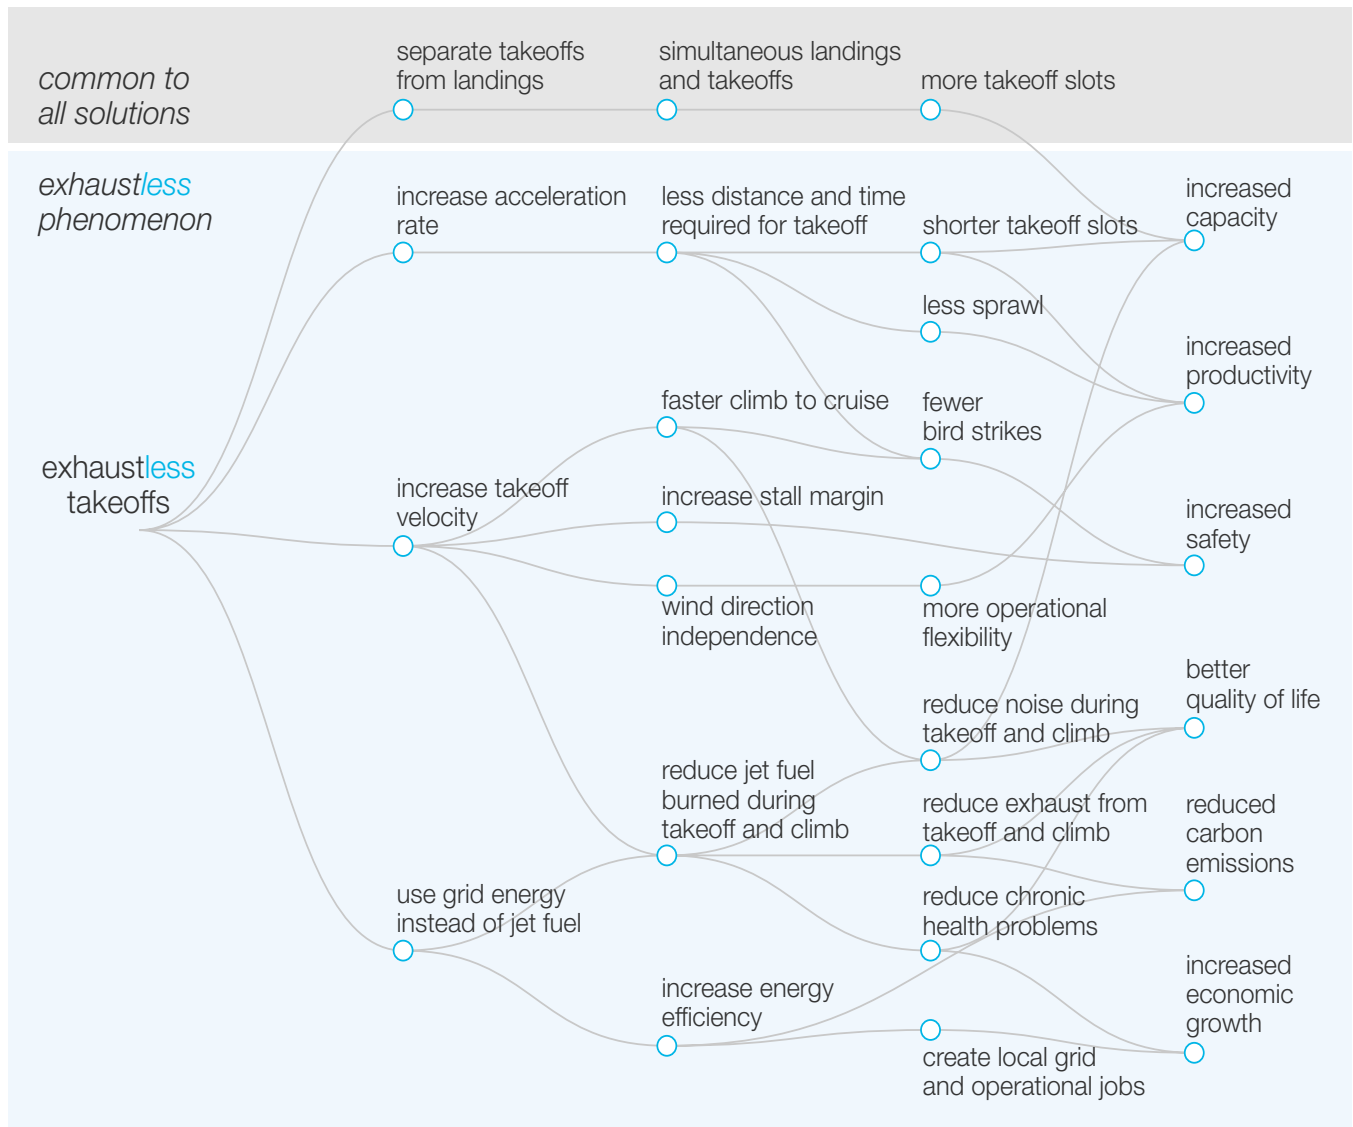 common to
all solutions
separate takeoffs
from landings
simultaneous landings
and takeoffs
more takeoff slots
exhaustless
phenomenon
increase acceleration
rate
less distance and time
required for takeoff
shorter takeoff slots
increased
capacity
less sprawl
increased
productivity
faster climb to cruise
fewer
bird strikes
exhaustless
takeoffs
increase takeoff
velocity
increase stall margin
increased
safety
wind direction
independence
more operational
flexibility
better
quality of life
reduce noise during
takeoff and climb
reduce jet fuel
burned during
takeoff and climb
reduce exhaust from
takeoff and climb
reduced
carbon
emissions
use grid energy
instead of jet fuel
reduce chronic
health problems
increase energy
efficiency
increased
economic
growth
create local grid
and operational jobs